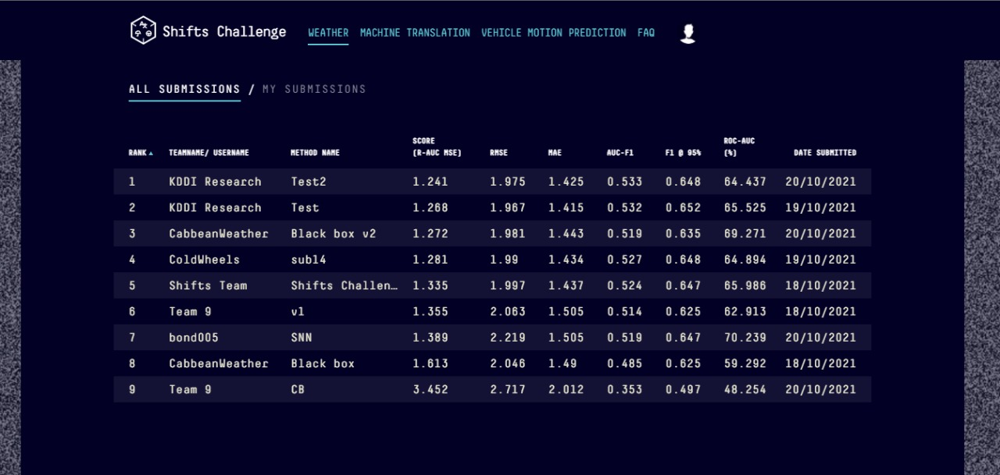 Shifts Challenge WEATHER MACHINE TRANSLATION VEHICLE MOTION PREDICTION FAQ
ALL SUBMISSIONS / MY SUBMISSIONS
RANK ▲ TEAMNAME/ USERNAME METHOD NAME SCORE (R-AUC MSE) RMSE MAE AUC-F1 F1 @ 95% ROC-AUC (%) DATE SUBMITTED
1 KDDI Research Test2 1.241 1.975 1.425 0.533 0.648 64.437 20/10/2021
2 KDDI Research Test 1.268 1.967 1.415 0.532 0.652 65.525 19/10/2021
3 CabbeanWeather Black box v2 1.272 1.981 1.443 0.519 0.635 69.271 20/10/2021
4 ColdWheels sub14 1.281 1.99 1.434 0.527 0.648 64.894 19/10/2021
5 Shifts Team Shifts Challen… 1.335 1.997 1.437 0.524 0.647 65.986 18/10/2021
6 Team 9 v1 1.355 2.063 1.505 0.514 0.625 62.913 18/10/2021
7 bond005 SNN 1.389 2.219 1.505 0.519 0.647 70.239 20/10/2021
8 CabbeanWeather Black box 1.613 2.046 1.49 0.485 0.625 59.292 18/10/2021
9 Team 9 CB 3.452 2.717 2.012 0.353 0.497 48.254 20/10/2021